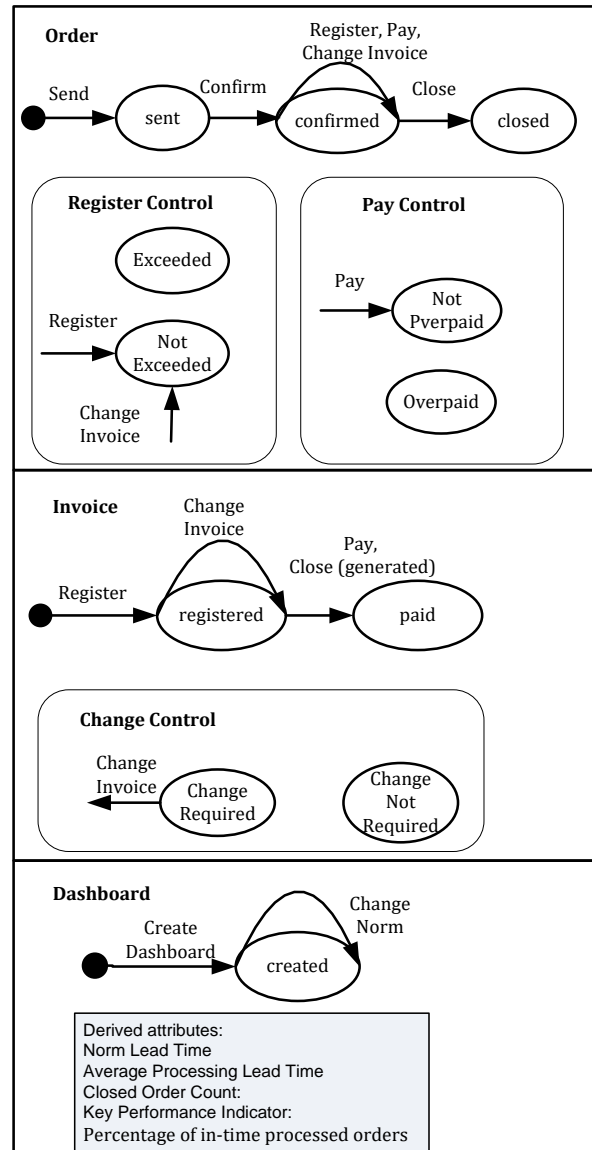 Order
Register, Pay,
Change Invoice
Send
Confirm
Close
sent
confirmed
closed
Register Control
Exceeded
Register
Not
Exceeded
Change
Invoice
Pay Control
Pay
Not
Pverpaid
Overpaid
Invoice
Change
Invoice
Pay,
Close (generated)
Register
registered
paid
Change Control
Change
Invoice
Change
Required
Change
Not
Required
Dashboard
Create
Dashboard
Change
Norm
created
Derived attributes:
Norm Lead Time
Average Processing Lead Time
Closed Order Count:
Key Performance Indicator:
Percentage of in-time processed orders